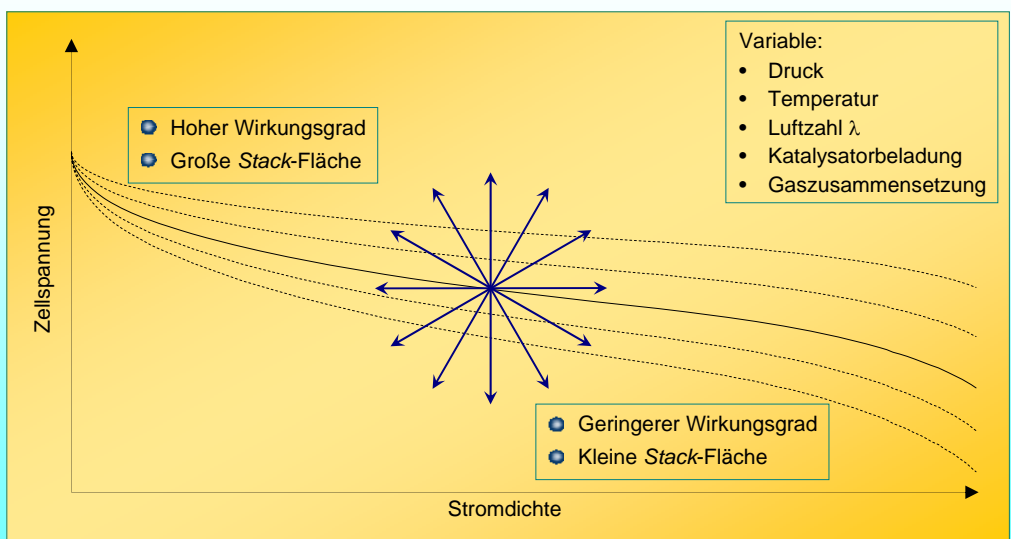 Variable:
• Druck
• Temperatur
• Luftzahl λ
• Katalysatorbeladung
• Gaszusammensetzung
Hoher Wirkungsgrad
Große Stack-Fläche
Zellspannung
Geringerer Wirkungsgrad
Kleine Stack-Fläche
Stromdichte